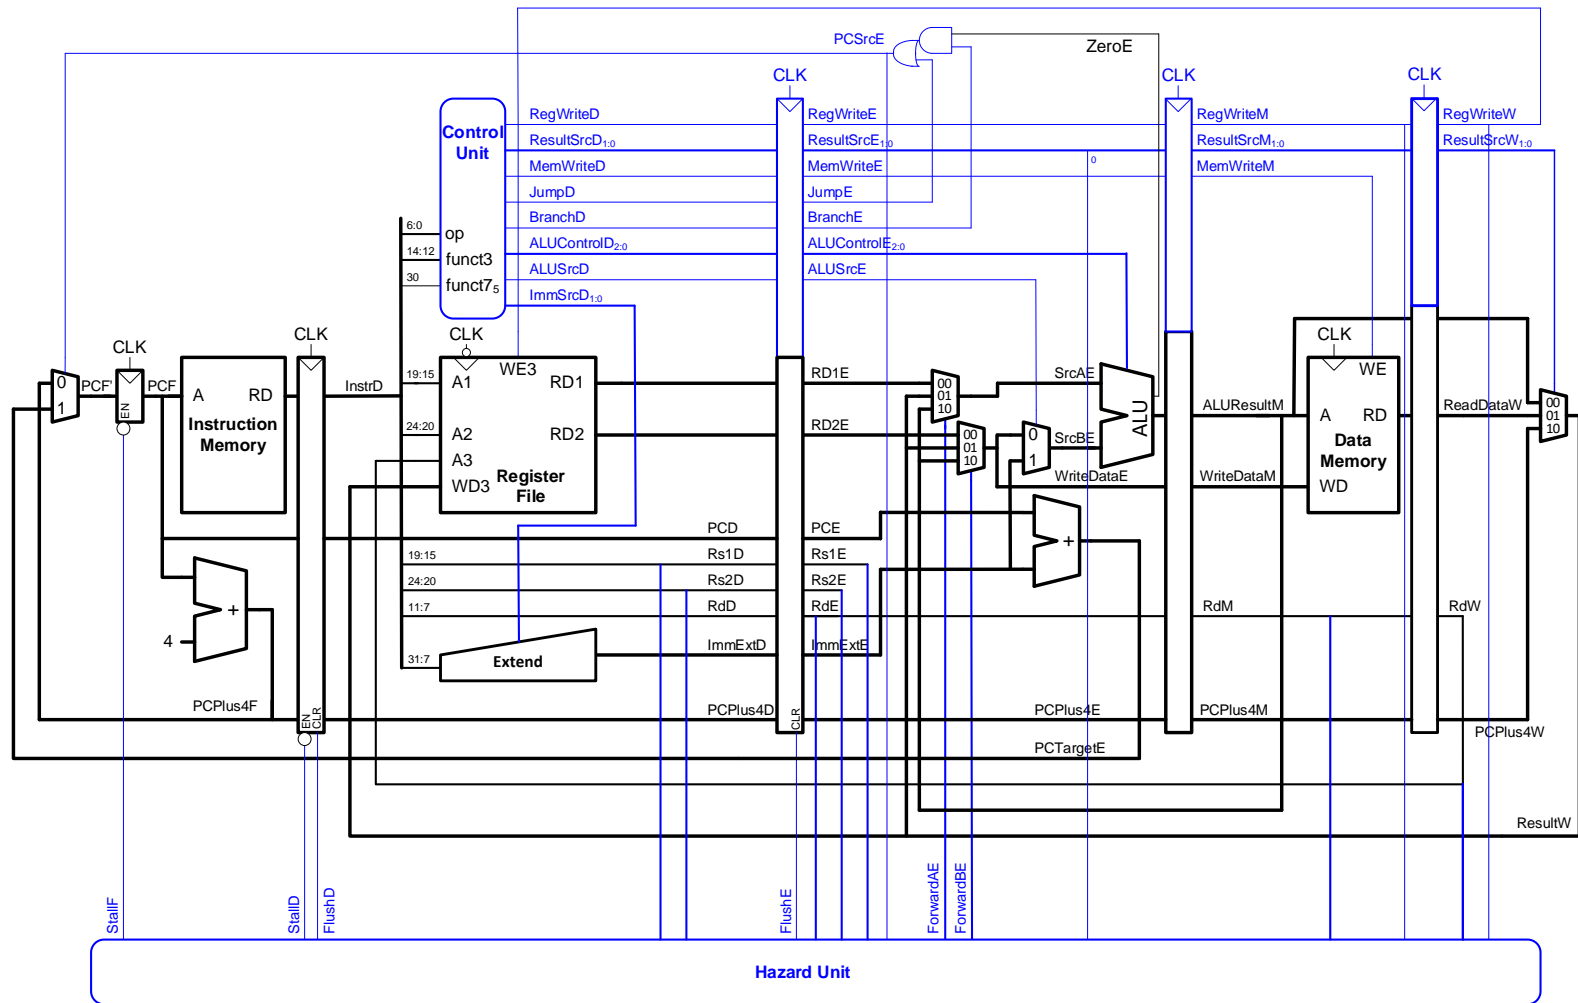 PCSrcE
ZeroE
CLK
CLK
CLK
Control
Unit
RegWriteD
RegWriteE
RegWriteM
RegWriteW
ResultSrcD1:0
ResultSrcE1:0
ResultSrcM1:0
ResultSrcW1:0
0
MemWriteD
MemWriteE
MemWriteM
JumpD
JumpE
BranchD
BranchE
6:0
op
14:12
funct3
30
funct75
ALUControlD2:0
ALUControlE2:0
ALUSrcD
ALUSrcE
ImmSrcD1:0
CLK
CLK
CLK
CLK
0
1
PCF'
EN
PCF
A
RD
Instruction
Memory
InstrD
19:15
A1
WE3
RD1
24:20
A2
RD2
A3
WD3
Register
File
RD1E
RD2E
00
01
10
00
01
10
SrcAE
0
1
SrcBE
ALU
WriteDataE
ALUResultM
WriteDataM
A
RD
WE
Data
Memory
WD
ReadDataW
00
01
10
PCD
PCE
19:15
Rs1D
Rs1E
24:20
Rs2D
Rs2E
11:7
RdD
RdE
RdM
RdW
+
+
4
31:7
Extend
ImmExtD
ImmExtE
PCPlus4F
EN
CLR
PCPlus4D
CLR
PCPlus4E
PCPlus4M
PCPlus4W
PCTargetE
ResultW
StallF
StallD
FlushD
FlushE
ForwardAE
ForwardBE
Hazard Unit